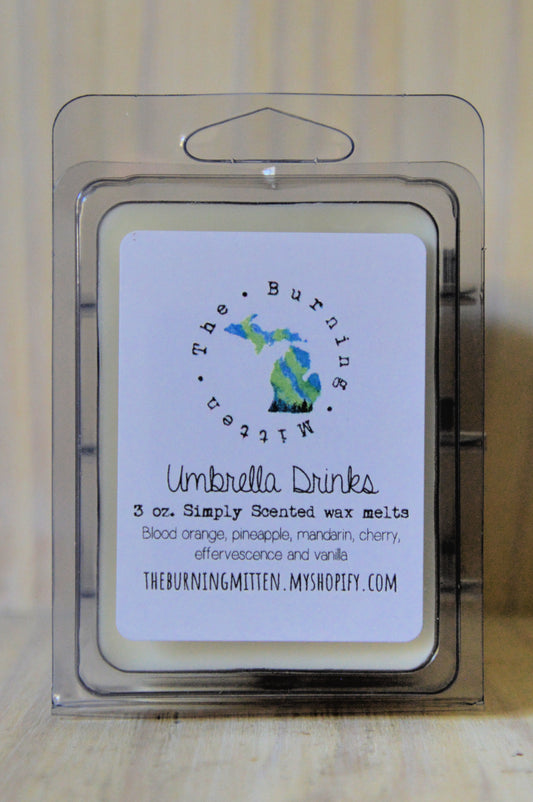 The • Burning • Mitten •
Umbrella Drinks
3 oz. Simply Scented wax melts
Blood orange, pineapple, mandarin, cherry,
effervescence and vanilla
THEBURNINGMITTEN.MYSHOPIFY.COM